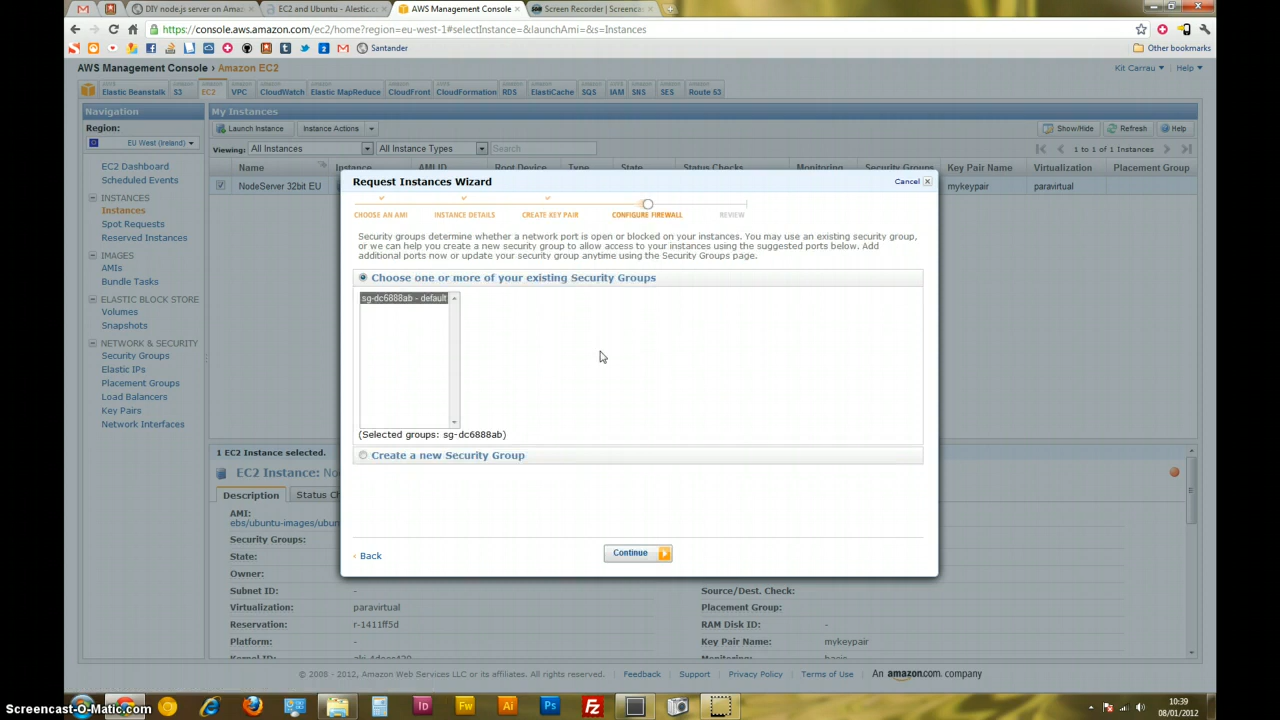 DIY node.js server on Amazo
EC2 and Ubuntu - Alestic.c
AWS Management Console
Screen Recorder | Screencas
https://console.aws.amazon.com/ec2/home?region=eu-west-1#selectInstance=&launchAmi=&s=Instances
Santander
Other bookmarks
AWS Management Console › Amazon EC2
Kit Carrau
Help
Elastic Beanstalk
S3
EC2
VPC
CloudWatch
Elastic MapReduce
CloudFront
CloudFormation
RDS
ElastiCache
SQS
IAM
SNS
SES
Route 53
Navigation
Region:
EU West (Ireland)
EC2 Dashboard
Scheduled Events
INSTANCES
Instances
Spot Requests
Reserved Instances
IMAGES
AMIs
Bundle Tasks
ELASTIC BLOCK STORE
Volumes
Snapshots
NETWORK & SECURITY
Security Groups
Elastic IPs
Placement Groups
Load Balancers
Key Pairs
Network Interfaces
My Instances
Launch Instance
Instance Actions
Show/Hide
Refresh
Help
Viewing:
All Instances
All Instance Types
Search
1 to 1 of 1 Instances
Name
Instance
AMI ID
Root Device
Type
State
Status Checks
Monitoring
Security Groups
Key Pair Name
Virtualization
Placement Group
NodeServer 32bit EU
mykeypair
paravirtual
Request Instances Wizard
Cancel
CHOOSE AN AMI
INSTANCE DETAILS
CREATE KEY PAIR
CONFIGURE FIREWALL
REVIEW
Security groups determine whether a network port is open or blocked on your instances. You may use an existing security group,
or we can help you create a new security group to allow access to your instances using the suggested ports below. Add
additional ports now or update your security group anytime using the Security Groups page.
Choose one or more of your existing Security Groups
sg-dc6888ab - default
(Selected groups: sg-dc6888ab)
Create a new Security Group
Back
Continue
1 EC2 Instance selected.
EC2 Instance: No
Description
Status Ch
AMI:
ebs/ubuntu-images/ubun
Security Groups:
State:
Owner:
Subnet ID: -
Virtualization: paravirtual
Reservation: r-1411ff5d
Platform: -
Kernel ID:
Source/Dest. Check:
Placement Group:
RAM Disk ID: -
Key Pair Name: mykeypair
Monitoring: basic
© 2008 - 2012, Amazon Web Services LLC or its affiliates. All rights reserved.
Feedback
Support
Privacy Policy
Terms of Use
An amazon.com company
Id
Fw
Ai
Ps
Fz
10:39
08/01/2012
Screencast-O-Matic.com